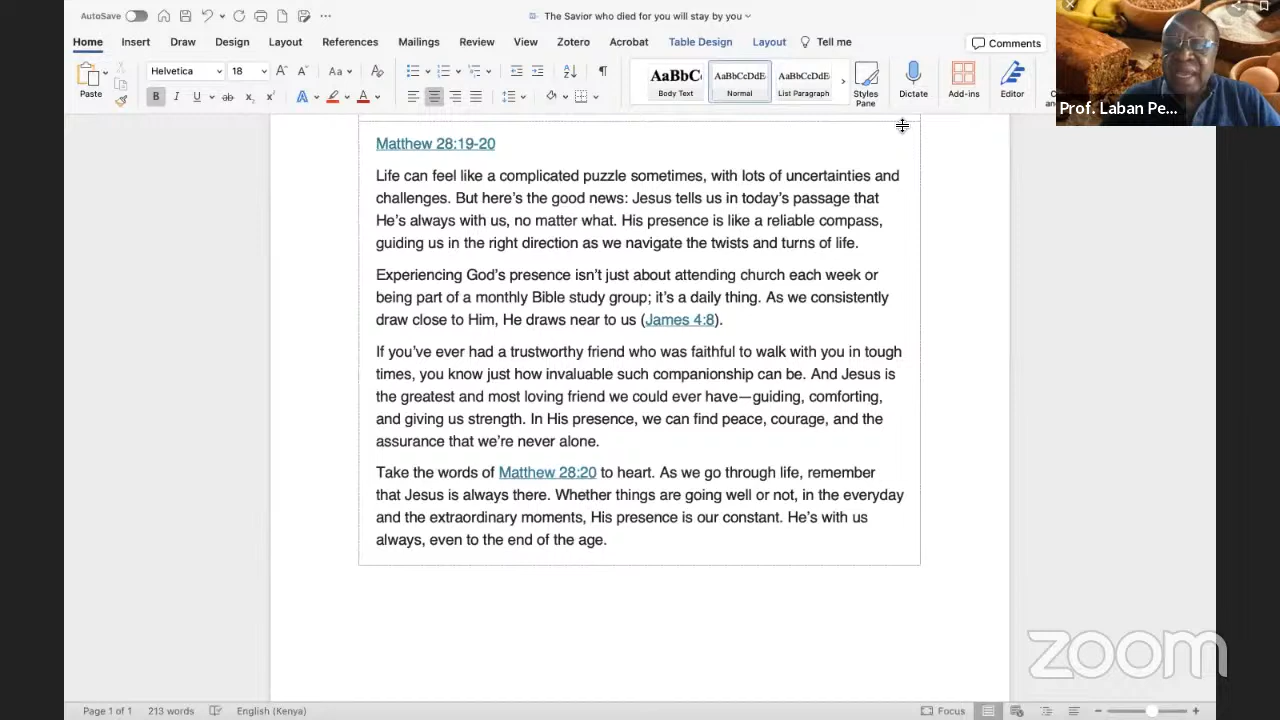 AutoSave
The Savior who died for you will stay by you
Home Insert Draw Design Layout References Mailings Review View Zotero Acrobat Table Design Layout Tell me
Comments
Paste
Helvetica 18
AaBbC AaBbCcDdE AaBbCcDdE
Body Text Normal List Paragraph
Styles Pane
Dictate
Add-ins
Editor
Prof. Laban Pe...
Matthew 28:19-20
Life can feel like a complicated puzzle sometimes, with lots of uncertainties and
challenges. But here's the good news: Jesus tells us in today's passage that
He's always with us, no matter what. His presence is like a reliable compass,
guiding us in the right direction as we navigate the twists and turns of life.
Experiencing God's presence isn't just about attending church each week or
being part of a monthly Bible study group; it's a daily thing. As we consistently
draw close to Him, He draws near to us (James 4:8).
If you've ever had a trustworthy friend who was faithful to walk with you in tough
times, you know just how invaluable such companionship can be. And Jesus is
the greatest and most loving friend we could ever have—guiding, comforting,
and giving us strength. In His presence, we can find peace, courage, and the
assurance that we're never alone.
Take the words of Matthew 28:20 to heart. As we go through life, remember
that Jesus is always there. Whether things are going well or not, in the everyday
and the extraordinary moments, His presence is our constant. He's with us
always, even to the end of the age.
zoom
Page 1 of 1 213 words English (Kenya) Focus